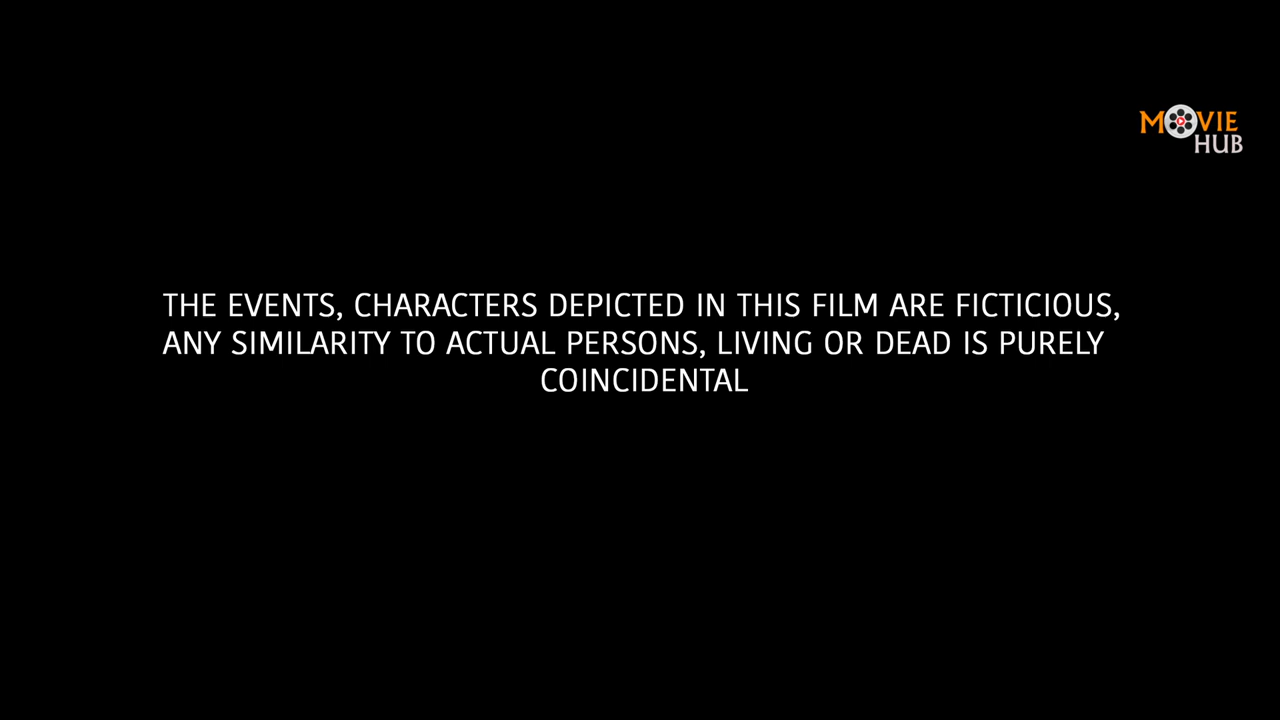 MOVIE
HUB
THE EVENTS, CHARACTERS DEPICTED IN THIS FILM ARE FICTICIOUS,
ANY SIMILARITY TO ACTUAL PERSONS, LIVING OR DEAD IS PURELY
COINCIDENTAL